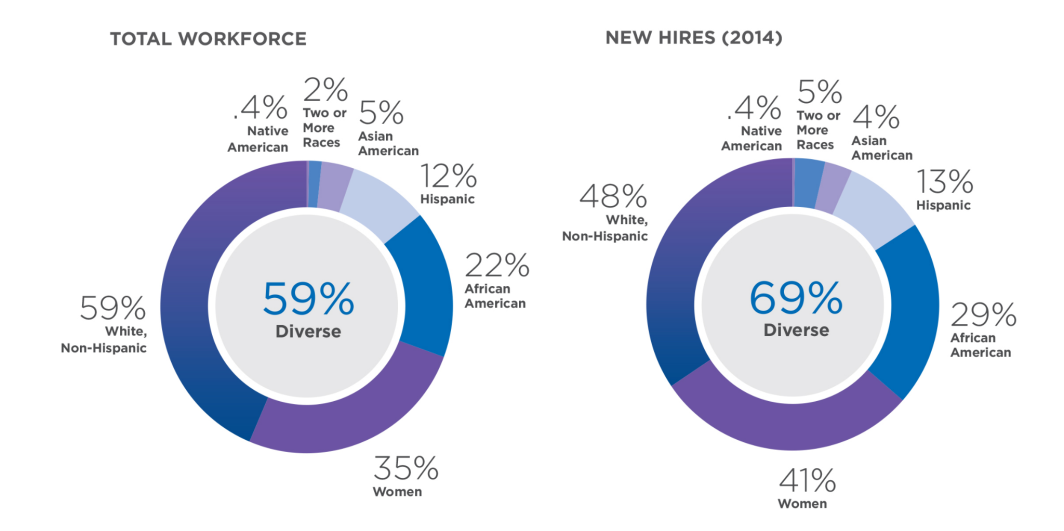 TOTAL WORKFORCE
.4%
Native
American
2%
Two or
More
Races
5%
Asian
American
12%
Hispanic
22%
African
American
35%
Women
59%
White,
Non-Hispanic
59%
Diverse
NEW HIRES (2014)
.4%
Native
American
5%
Two or
More
Races
4%
Asian
American
13%
Hispanic
29%
African
American
41%
Women
48%
White,
Non-Hispanic
69%
Diverse